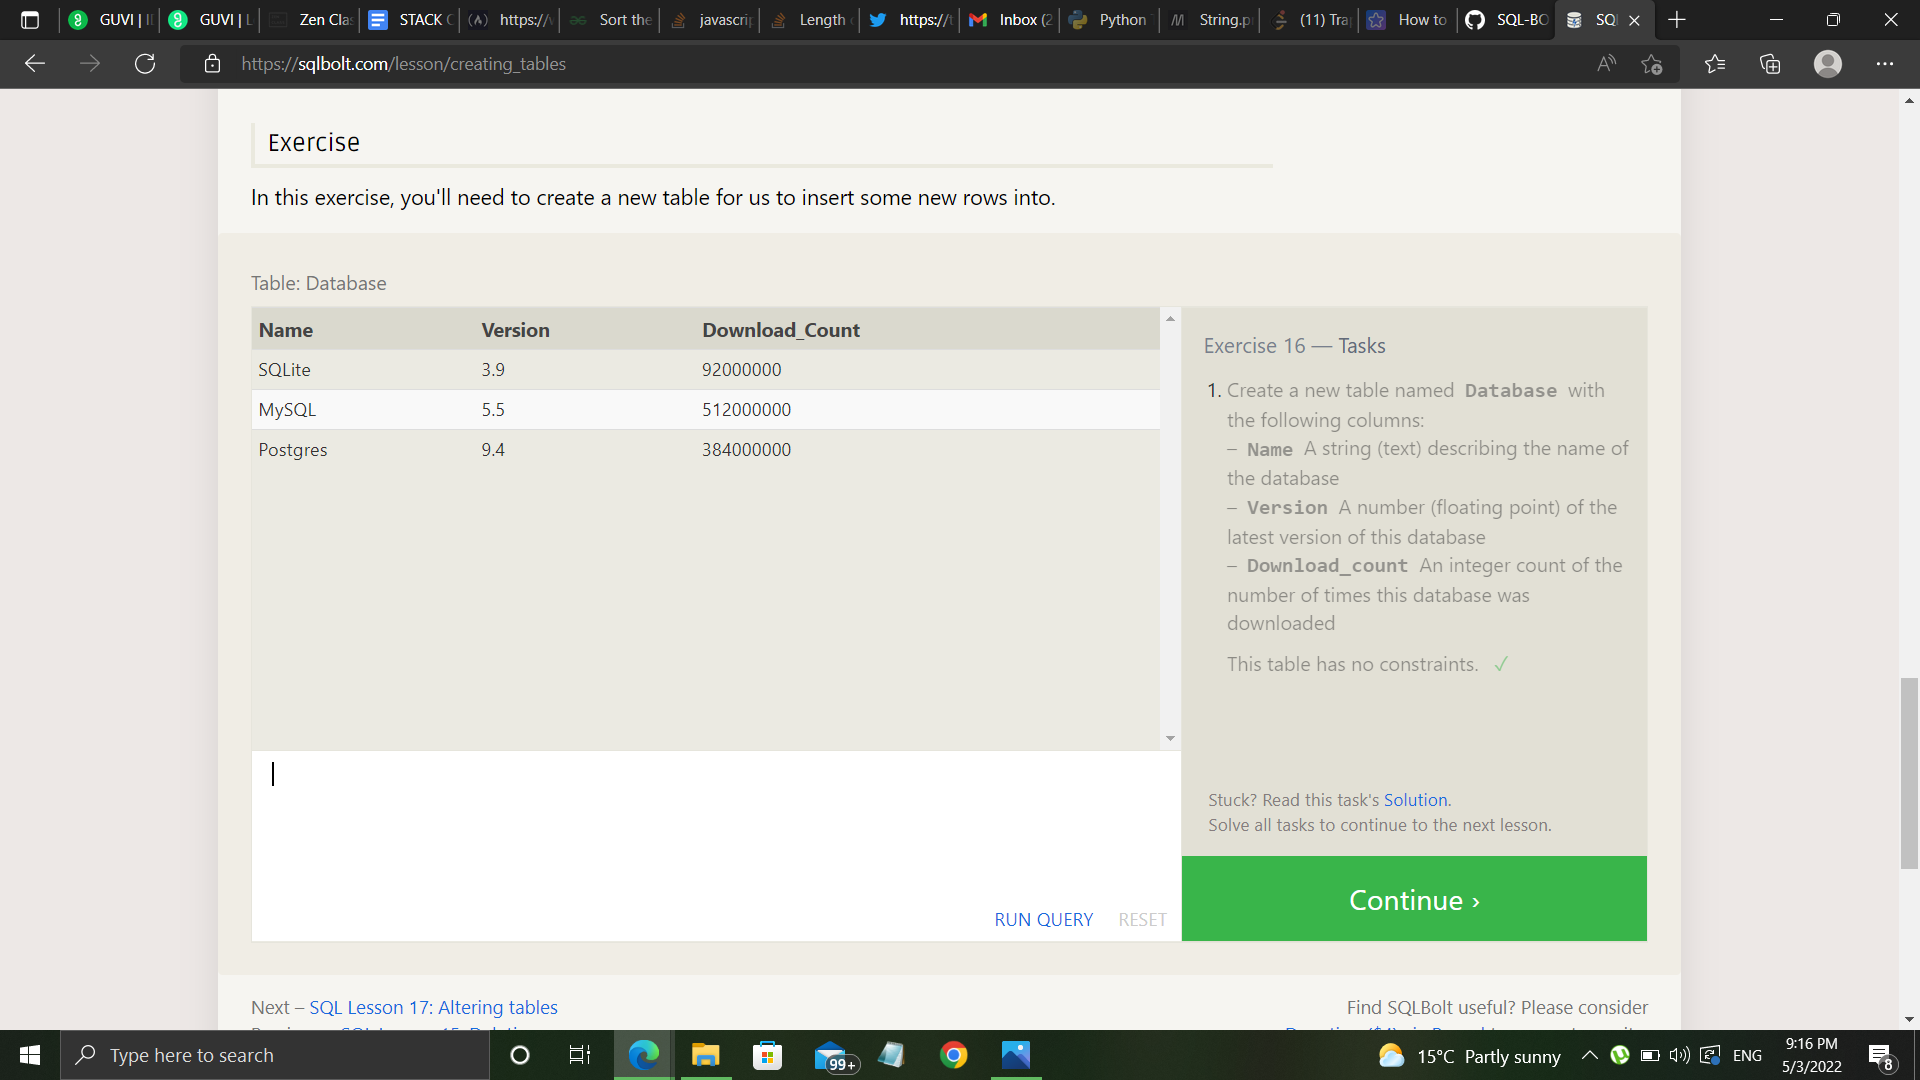 GUVI | I
GUVI | L
Zen Clas
STACK C
https://v
Sort the
javascrip
Length o
https://t
Inbox (2
Python T
String.p
(11) Tra
How to
SQL-BO
SQ
https://sqlbolt.com/lesson/creating_tables
Exercise
In this exercise, you'll need to create a new table for us to insert some new rows into.
Table: Database
Name Version Download_Count
SQLite 3.9 92000000
MySQL 5.5 512000000
Postgres 9.4 384000000
RUN QUERY RESET
Exercise 16 — Tasks
1. Create a new table named Database with
the following columns:
– Name A string (text) describing the name of
the database
– Version A number (floating point) of the
latest version of this database
– Download_count An integer count of the
number of times this database was
downloaded
This table has no constraints. ✓
Stuck? Read this task's Solution.
Solve all tasks to continue to the next lesson.
Continue ›
Next – SQL Lesson 17: Altering tables
Find SQLBolt useful? Please consider
Type here to search
99+
15°C Partly sunny
ENG
9:16 PM
5/3/2022
8